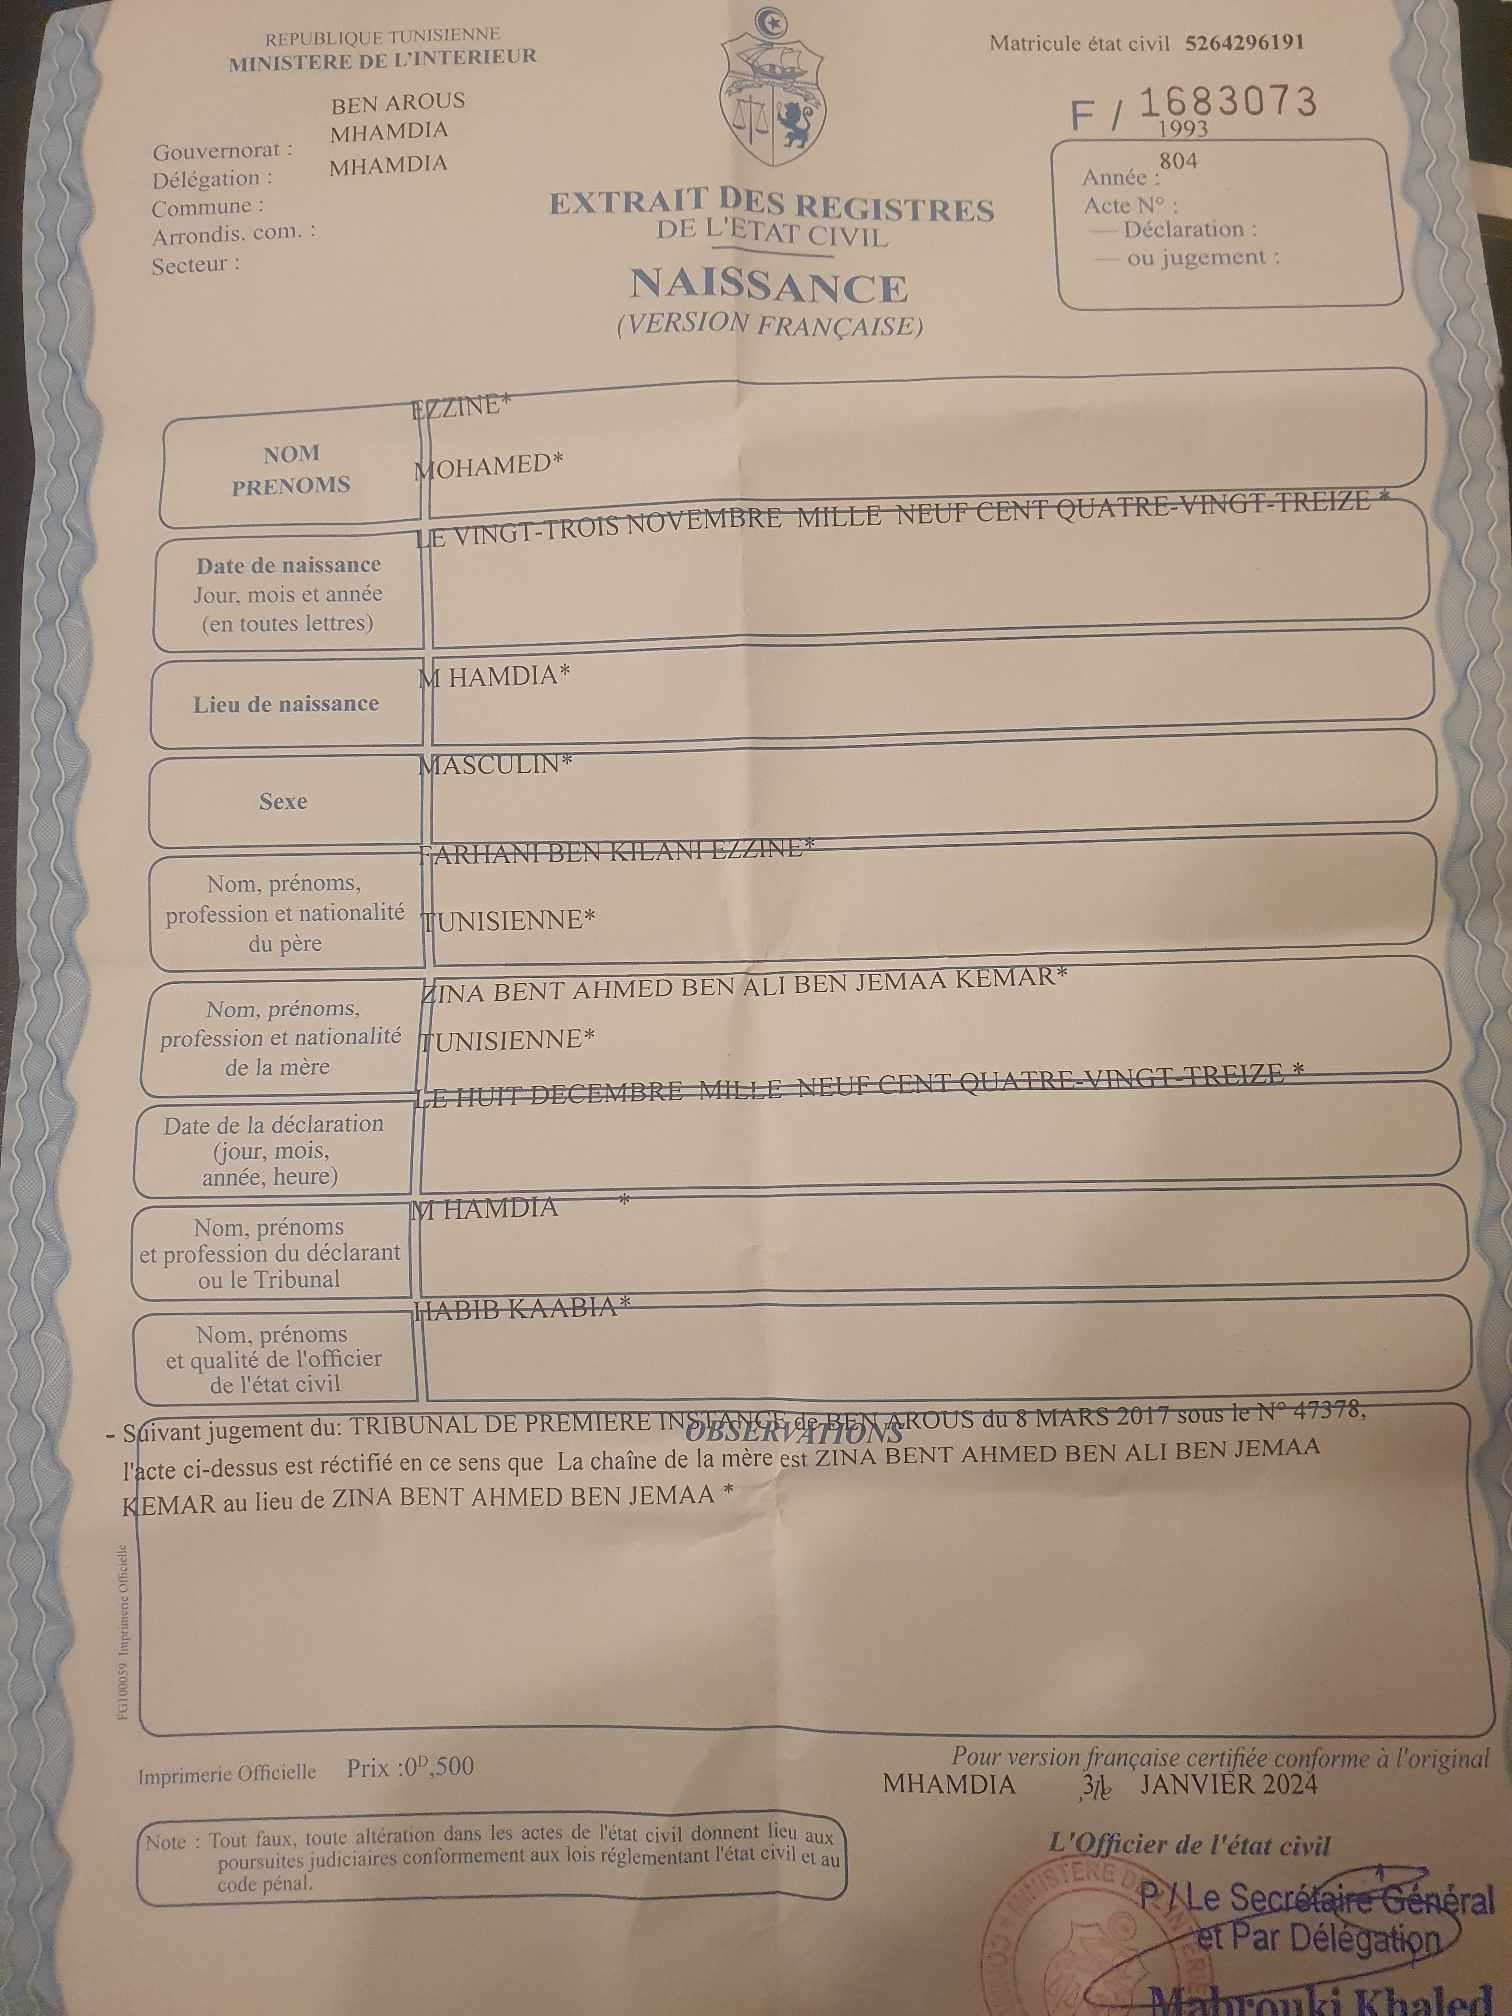 REPUBLIQUE TUNISIENNE
MINISTERE DE L'INTERIEUR
Matricule état civil 5264296191
F / 1683073
BEN AROUS
MHAMDIA
MHAMDIA
Gouvernorat :
Délégation :
Commune :
Arrondis. com. :
Secteur :
1993
804
Année :
Acte N° :
— Déclaration :
— ou jugement :
EXTRAIT DES REGISTRES
DE L'ETAT CIVIL
NAISSANCE
(VERSION FRANÇAISE)
NOM
PRENOMS
EZZINE*
MOHAMED*
Date de naissance
Jour, mois et année
(en toutes lettres)
LE VINGT-TROIS NOVEMBRE MILLE NEUF CENT QUATRE-VINGT-TREIZE *
Lieu de naissance
M HAMDIA*
Sexe
MASCULIN*
Nom, prénoms,
profession et nationalité
du père
FARHANI BEN KILANI EZZINE*
TUNISIENNE*
Nom, prénoms,
profession et nationalité
de la mère
ZINA BENT AHMED BEN ALI BEN JEMAA KEMAR*
TUNISIENNE*
Date de la déclaration
(jour, mois,
année, heure)
LE HUIT DECEMBRE MILLE NEUF CENT QUATRE-VINGT-TREIZE *
Nom, prénoms
et profession du déclarant
ou le Tribunal
M HAMDIA *
Nom, prénoms
et qualité de l'officier
de l'état civil
HABIB KAABIA*
OBSERVATIONS
- Suivant jugement du: TRIBUNAL DE PREMIERE INSTANCE de BEN AROUS du 8 MARS 2017 sous le N° 47378,
l'acte ci-dessus est réctifié en ce sens que La chaîne de la mère est ZINA BENT AHMED BEN ALI BEN JEMAA
KEMAR au lieu de ZINA BENT AHMED BEN JEMAA *
FG100059 Imprimerie Officielle
Imprimerie Officielle Prix :0D,500
Pour version française certifiée conforme à l'original
MHAMDIA JANVIER 2024
Note : Tout faux, toute altération dans les actes de l'état civil donnent lieu aux
poursuites judiciaires conformement aux lois réglementant l'état civil et au
code pénal.
L'Officier de l'état civil
P / Le Secrétaire Général
et Par Délégation
Mabrouki Khaled
MINISTERE DE L'INTERIEUR